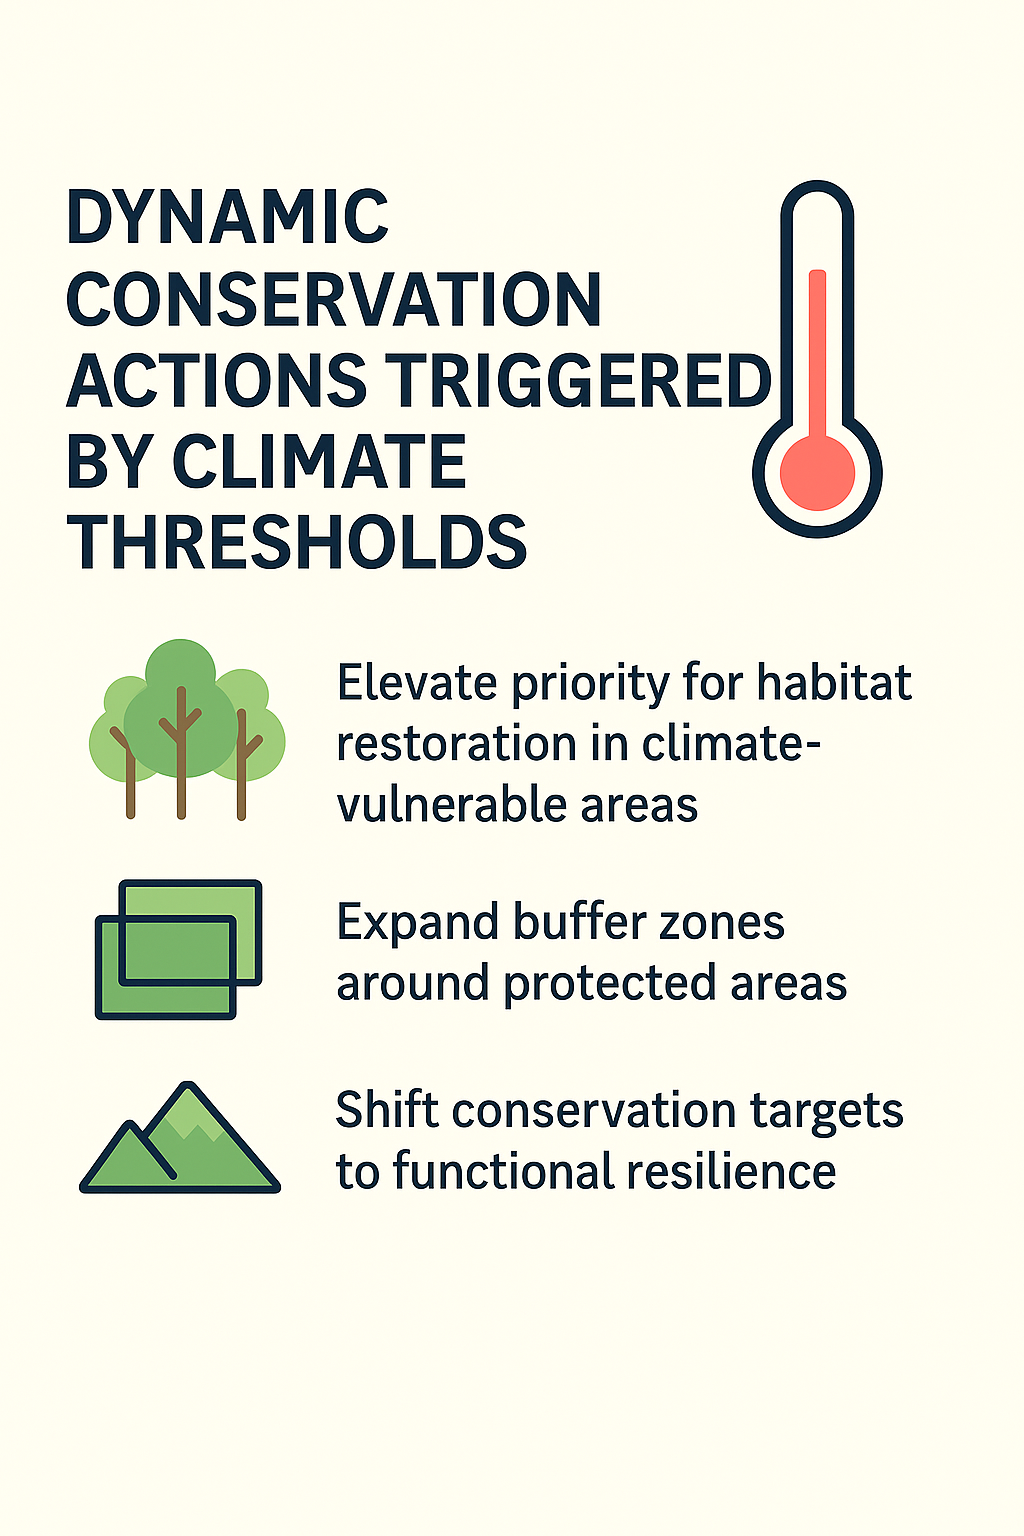 DYNAMIC
CONSERVATION
ACTIONS TRIGGERED
BY CLIMATE
THRESHOLDS
Elevate priority for habitat
restoration in climate-
vulnerable areas
Expand buffer zones
around protected areas
Shift conservation targets
to functional resilience